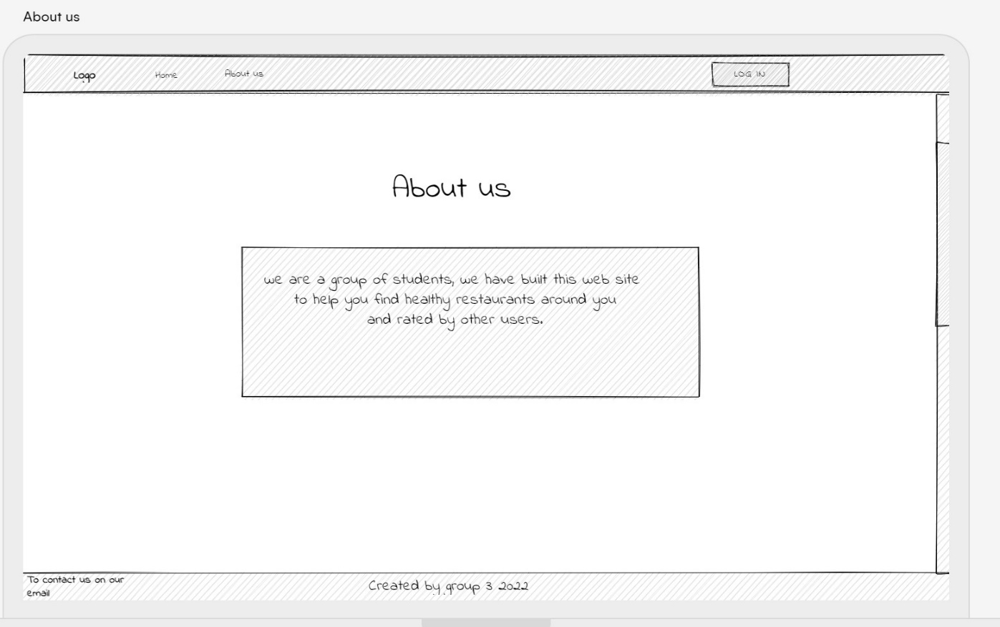 About us
Logo Home About us LOG IN
About us
we are a group of students, we have built this web site
to help you find healthy restaurants around you
and rated by other users.
To contact us on our
email
Created by group 3 2022